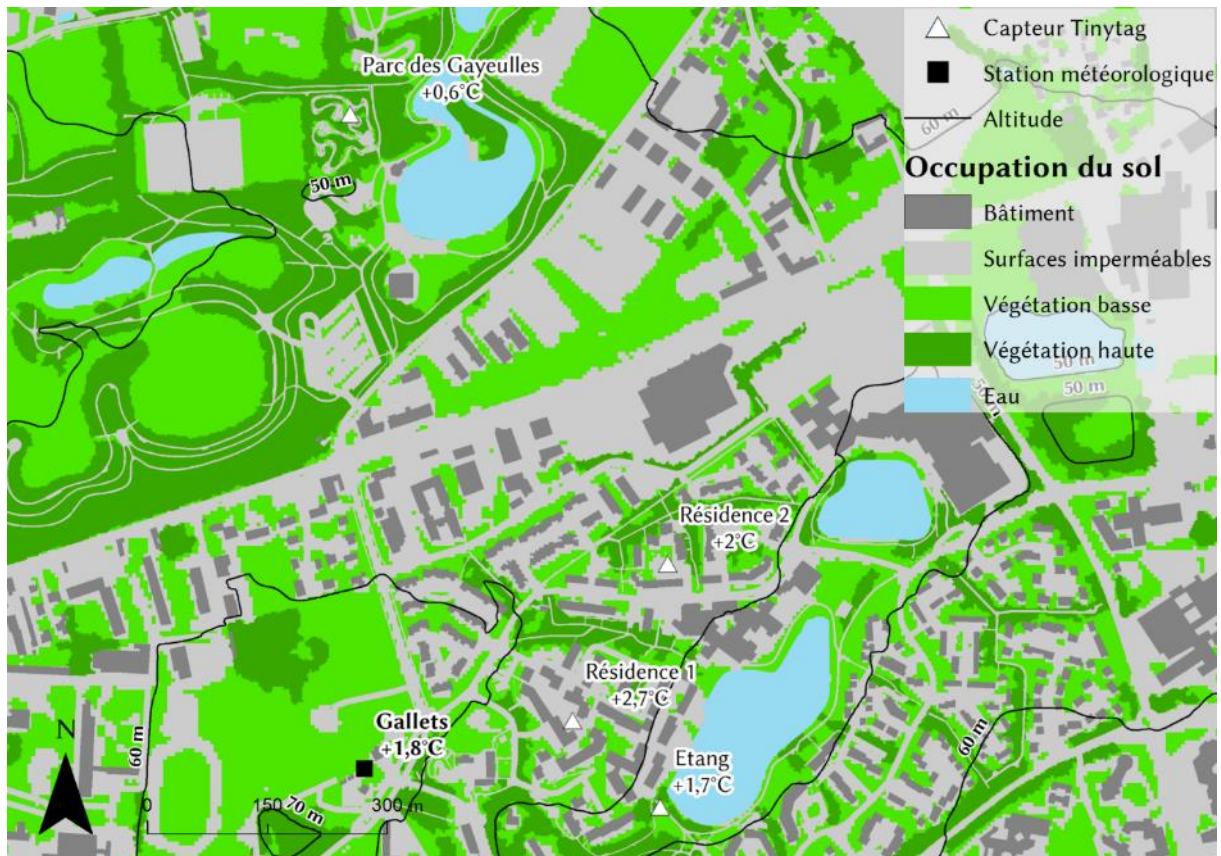 Parc des Gayeulles
+0,6°C
50 m
Capteur Tinytag
Station météorologique
Altitude
60 m
Occupation du sol
Bâtiment
Surfaces imperméables
Végétation basse
Végétation haute
Eau
50 m
50 m
50 m
Résidence 2
+2°C
Résidence 1
+2,7°C
Gallets
+1,8°C
Etang
+1,7°C
60 m
60 m
70 m
N
0 150 300 m